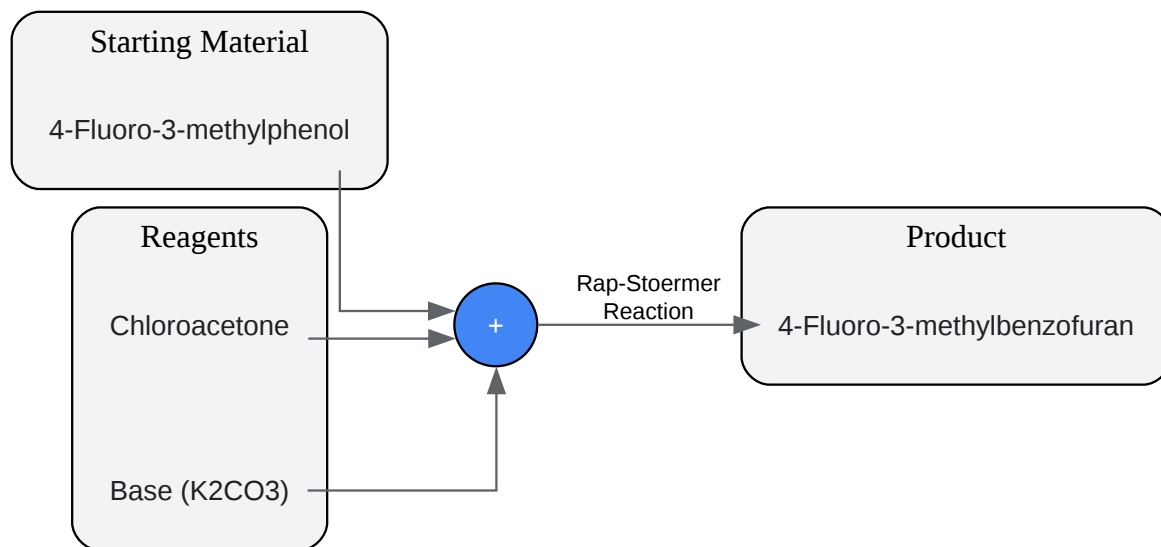 Starting Material
4-Fluoro-3-methylphenol
Reagents
Chloroacetone
Base (K2CO3)
+
Rap-Stoermer
Reaction
Product
4-Fluoro-3-methylbenzofuran